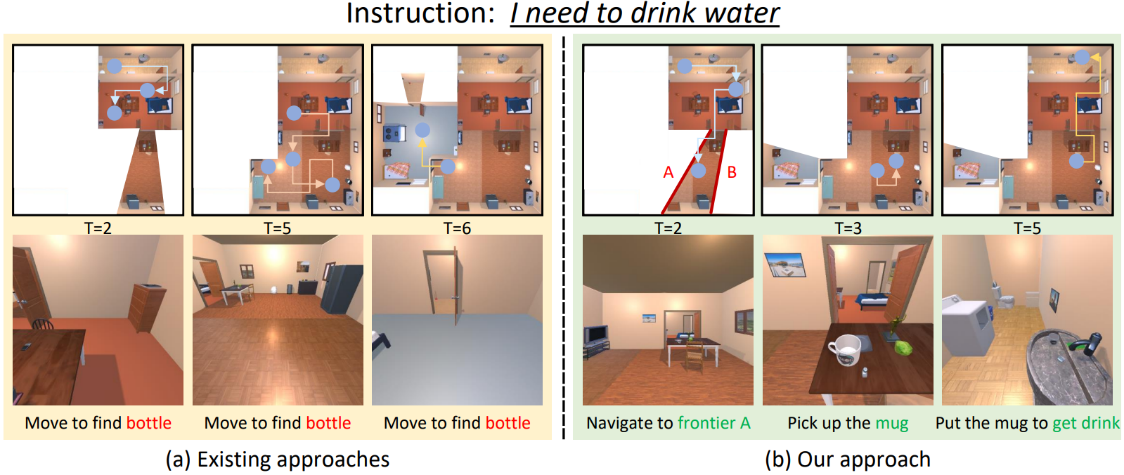 Instruction: I need to drink water
T=2
T=5
T=6
Move to find bottle
Move to find bottle
Move to find bottle
(a) Existing approaches
A
B
T=2
T=3
T=5
Navigate to frontier A
Pick up the mug
Put the mug to get drink
(b) Our approach